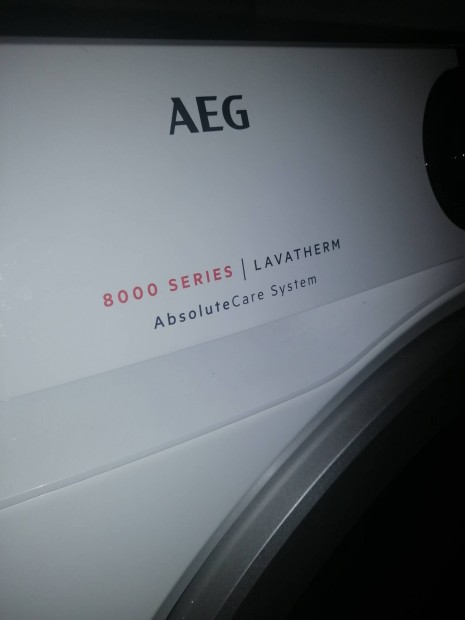 AEG
8000 SERIES | LAVATHERM
AbsoluteCare System